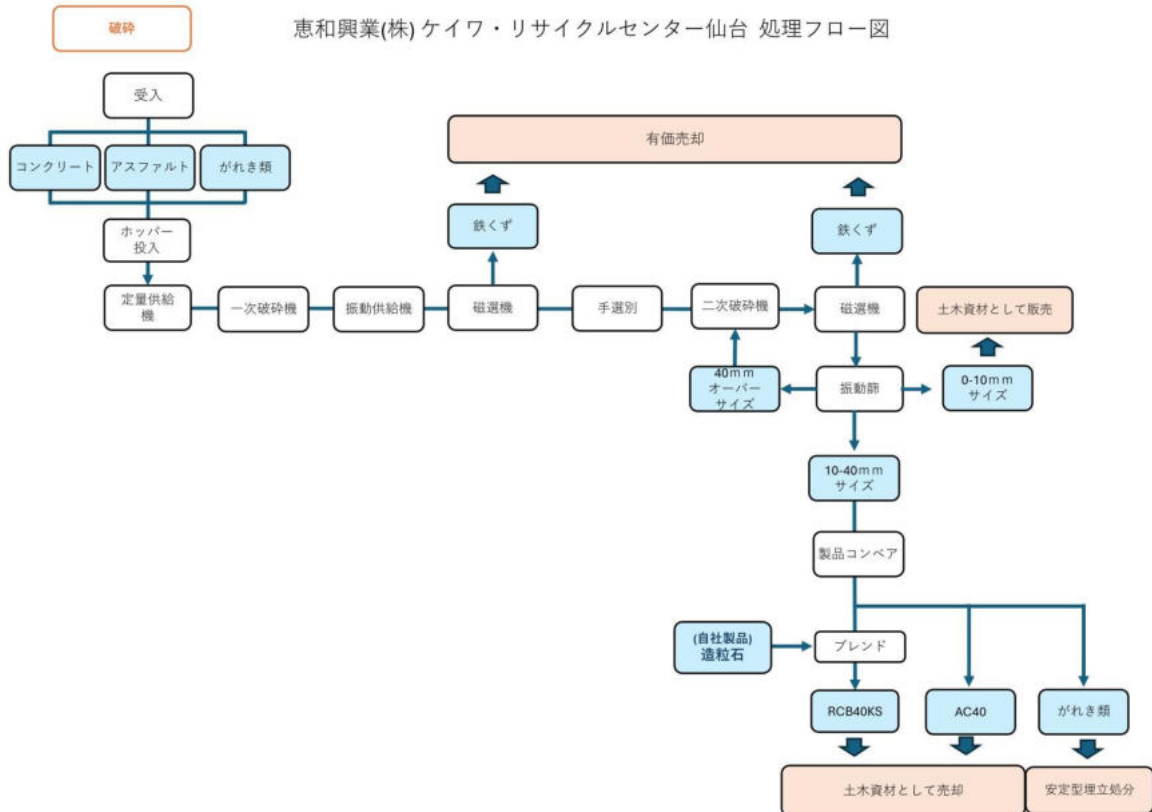 破砕
恵和興業(株) ケイワ・リサイクルセンター仙台 処理フロー図
受入
有価売却
コンクリート
アスファルト
がれき類
鉄くず
鉄くず
ホッパー
投入
定量供給
機
一次破砕機
振動供給機
磁選機
手選別
二次破砕機
磁選機
土木資材として販売
40mm
オーバー
サイズ
振動篩
0-10mm
サイズ
10-40mm
サイズ
製品コンベア
(自社製品)
造粒石
ブレンド
RCB40KS
AC40
がれき類
土木資材として売却
安定型埋立処分